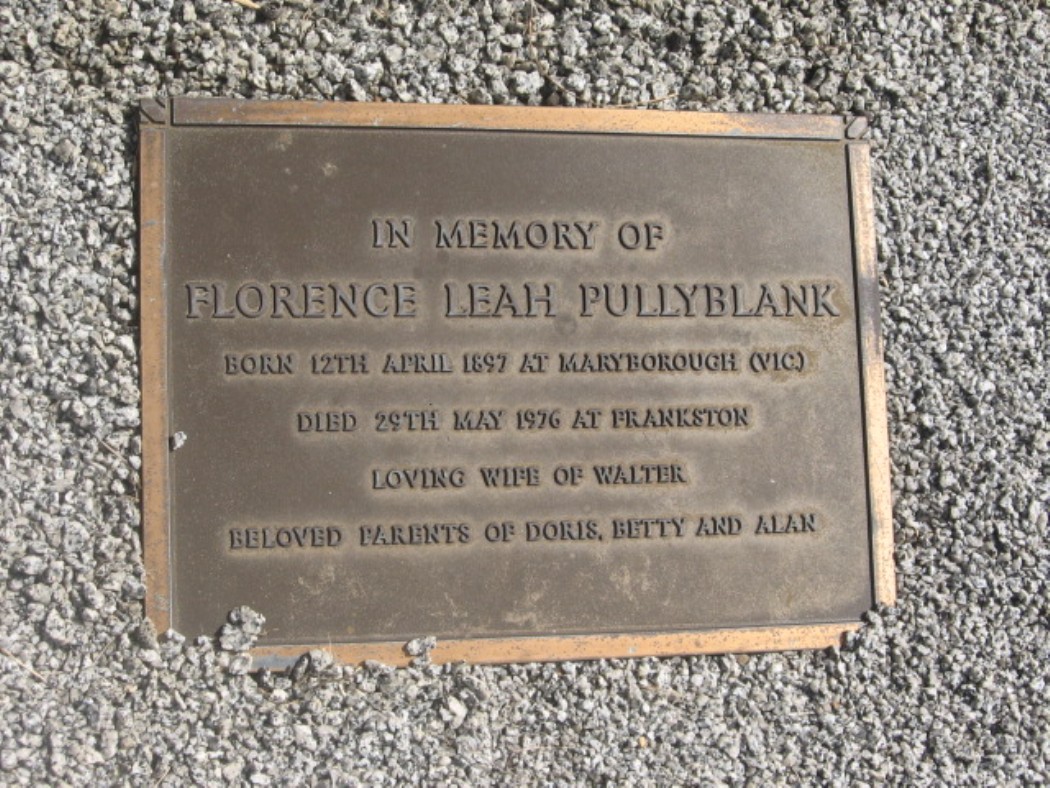 IN MEMORY OF
FLORENCE LEAH PULLYBLANK
BORN 12TH APRIL 1897 AT MARYBOROUGH (VIC.)
DIED 29TH MAY 1976 AT FRANKSTON
LOVING WIFE OF WALTER
BELOVED PARENTS OF DORIS, BETTY AND ALAN